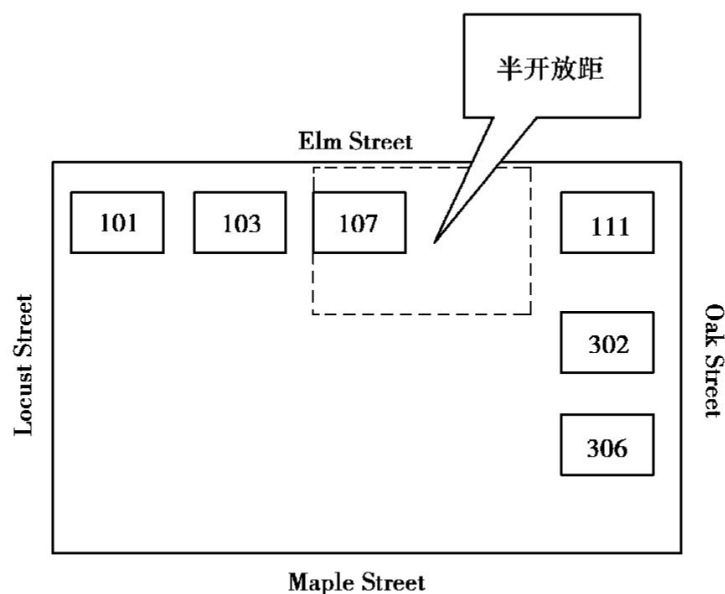 半开放距
Elm Street
101
103
107
111
Locust Street
Oak Street
302
306
Maple Street